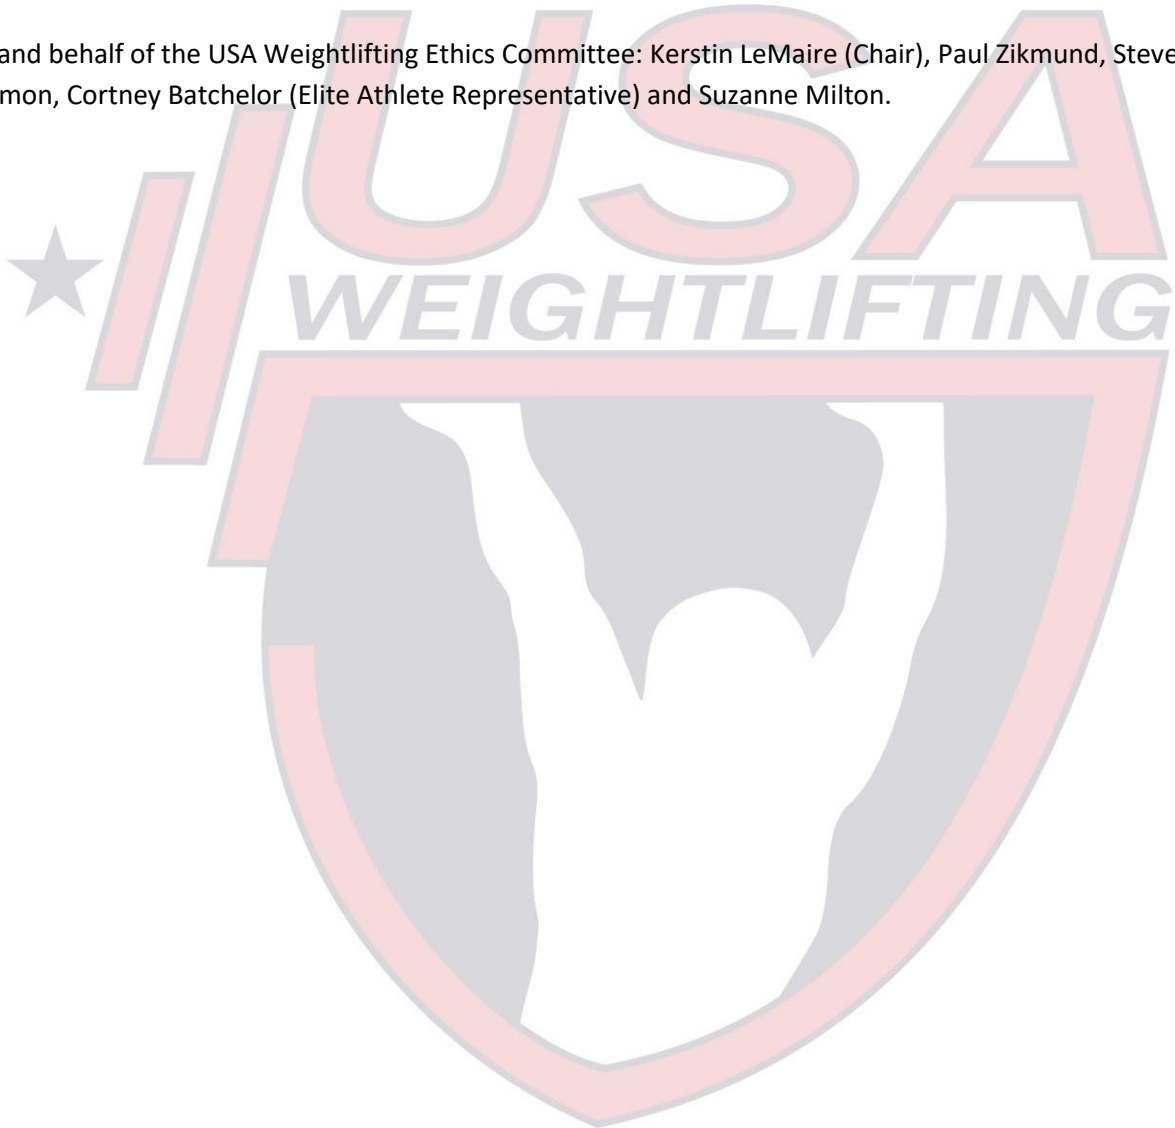 and behalf of the USA Weightlifting Ethics Committee: Kerstin LeMaire (Chair), Paul Zikmund, Steve
mon, Cortney Batchelor (Elite Athlete Representative) and Suzanne Milton.
USA
WEIGHTLIFTING